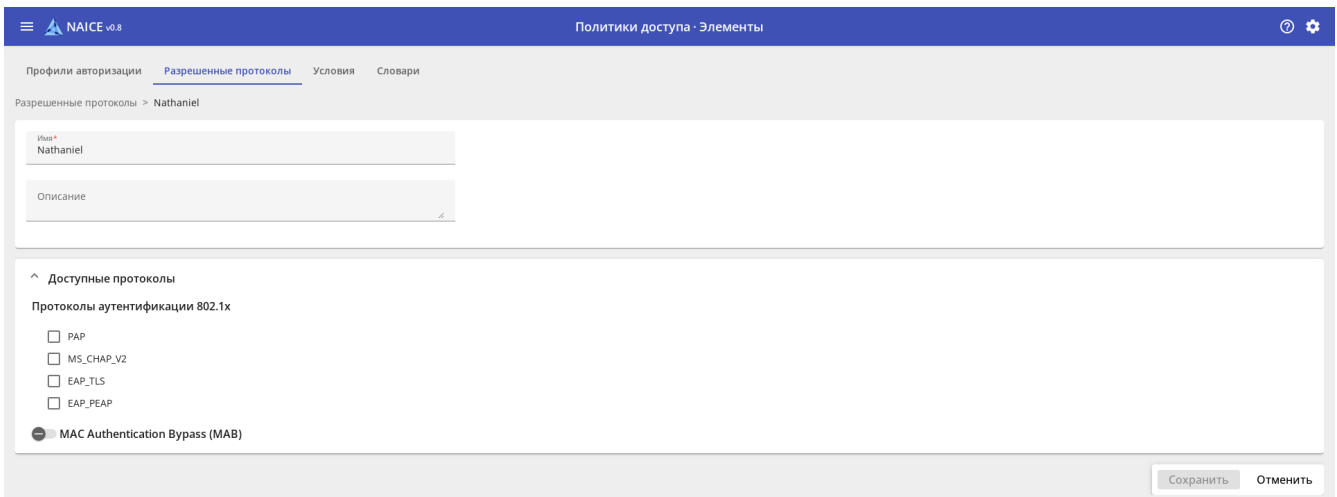 NAICE v0.8
Политики доступа · Элементы
Профили авторизации Разрешенные протоколы Условия Словари
Разрешенные протоколы > Nathaniel
Имя*
Nathaniel
Описание
Доступные протоколы
Протоколы аутентификации 802.1x
PAP
MS_CHAP_V2
EAP_TLS
EAP_PEAP
MAC Authentication Bypass (MAB)
Сохранить Отменить